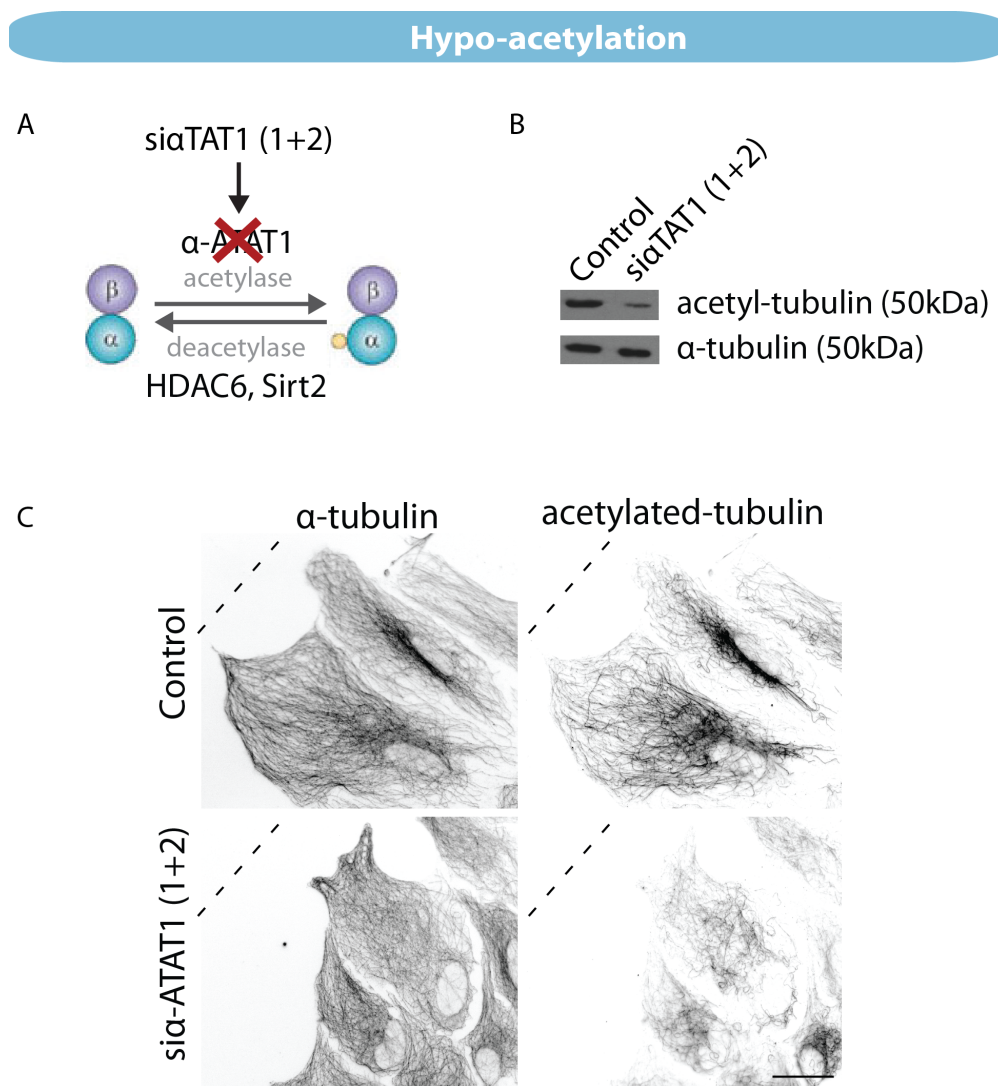 Hypo-acetylation
A
siαTAT1 (1+2)
α-ATAT1
acetylase
β
β
α
α
deacetylase
HDAC6, Sirt2
B
Control
siαTAT1 (1+2)
acetyl-tubulin (50kDa)
α-tubulin (50kDa)
C
α-tubulin
acetylated-tubulin
Control
siα-ATAT1 (1+2)